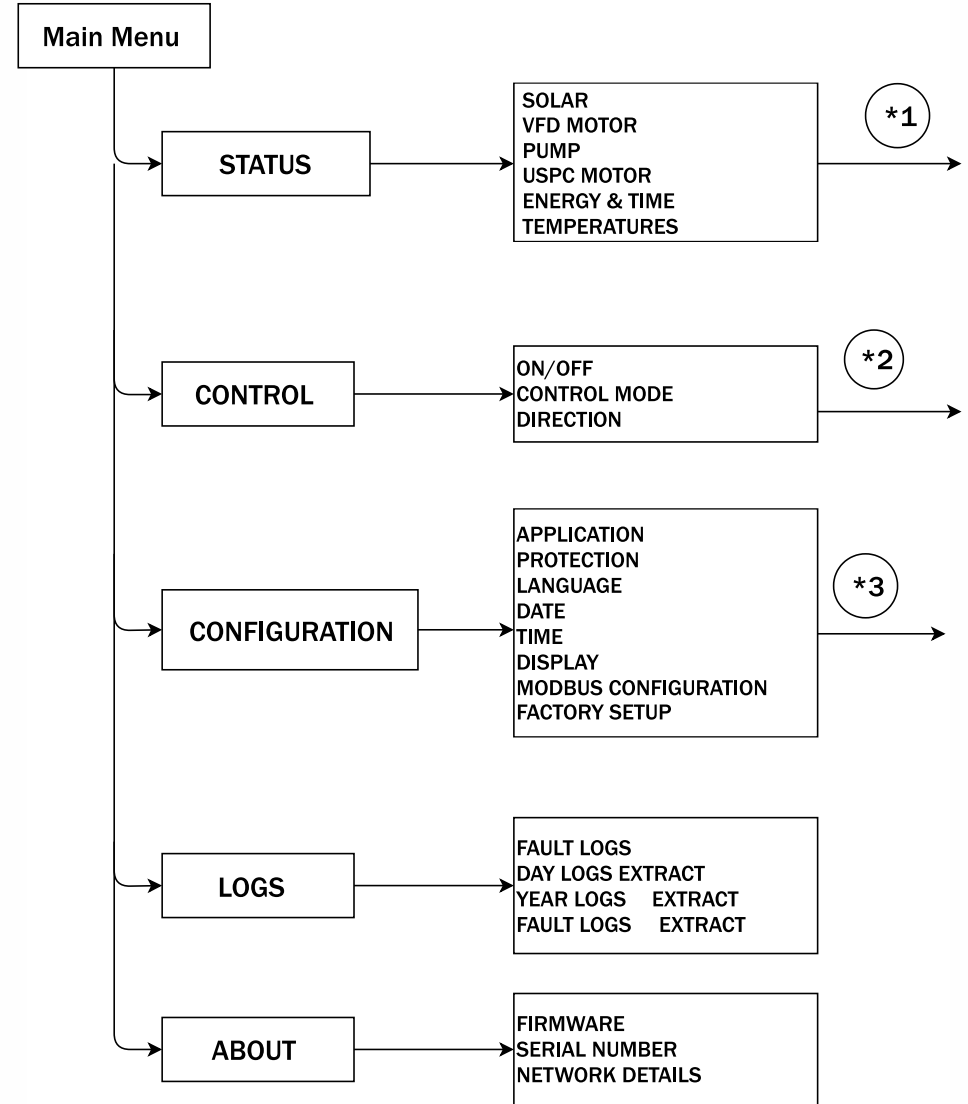 Main Menu
STATUS
SOLAR
VFD MOTOR
PUMP
USPC MOTOR
ENERGY & TIME
TEMPERATURES
*1
CONTROL
ON/OFF
CONTROL MODE
DIRECTION
*2
CONFIGURATION
APPLICATION
PROTECTION
LANGUAGE
DATE
TIME
DISPLAY
MODBUS CONFIGURATION
FACTORY SETUP
*3
LOGS
FAULT LOGS
DAY LOGS EXTRACT
YEAR LOGS EXTRACT
FAULT LOGS EXTRACT
ABOUT
FIRMWARE
SERIAL NUMBER
NETWORK DETAILS